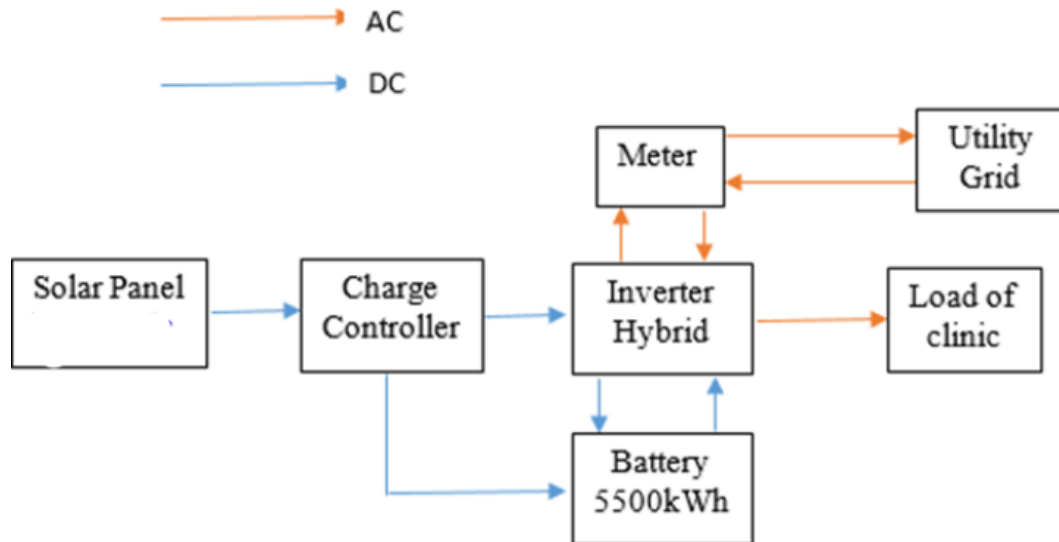 AC
DC
Meter
Utility
Grid
Solar Panel
Charge
Controller
Inverter
Hybrid
Load of
clinic
Battery
5500kWh